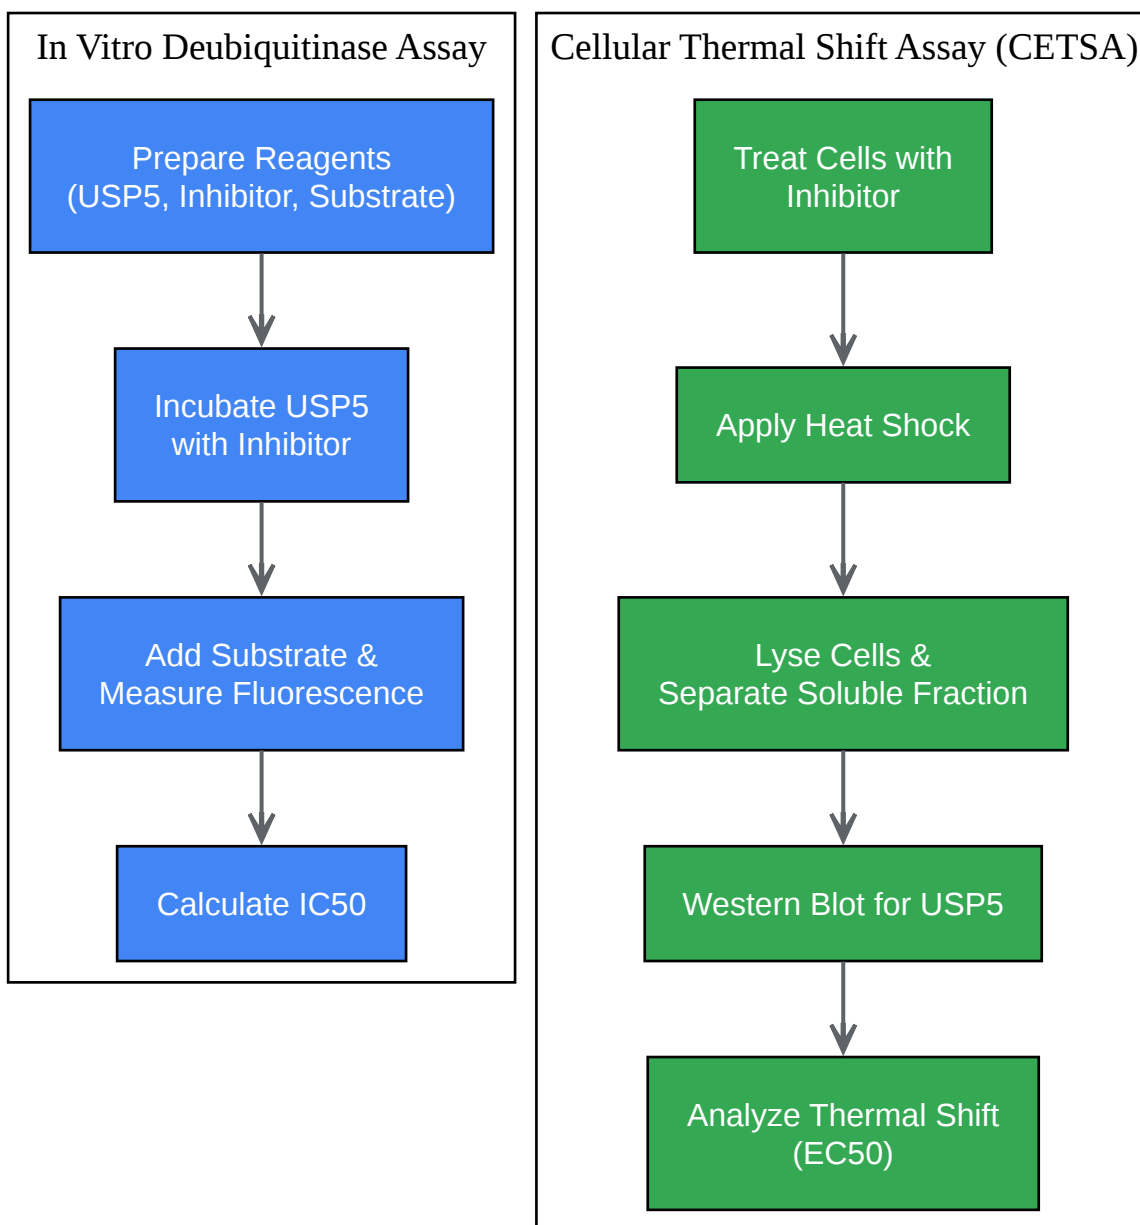 In Vitro Deubiquitinase Assay
Prepare Reagents
(USP5, Inhibitor, Substrate)
Incubate USP5
with Inhibitor
Add Substrate &
Measure Fluorescence
Calculate IC50
Cellular Thermal Shift Assay (CETSA)
Treat Cells with
Inhibitor
Apply Heat Shock
Lyse Cells &
Separate Soluble Fraction
Western Blot for USP5
Analyze Thermal Shift
(EC50)